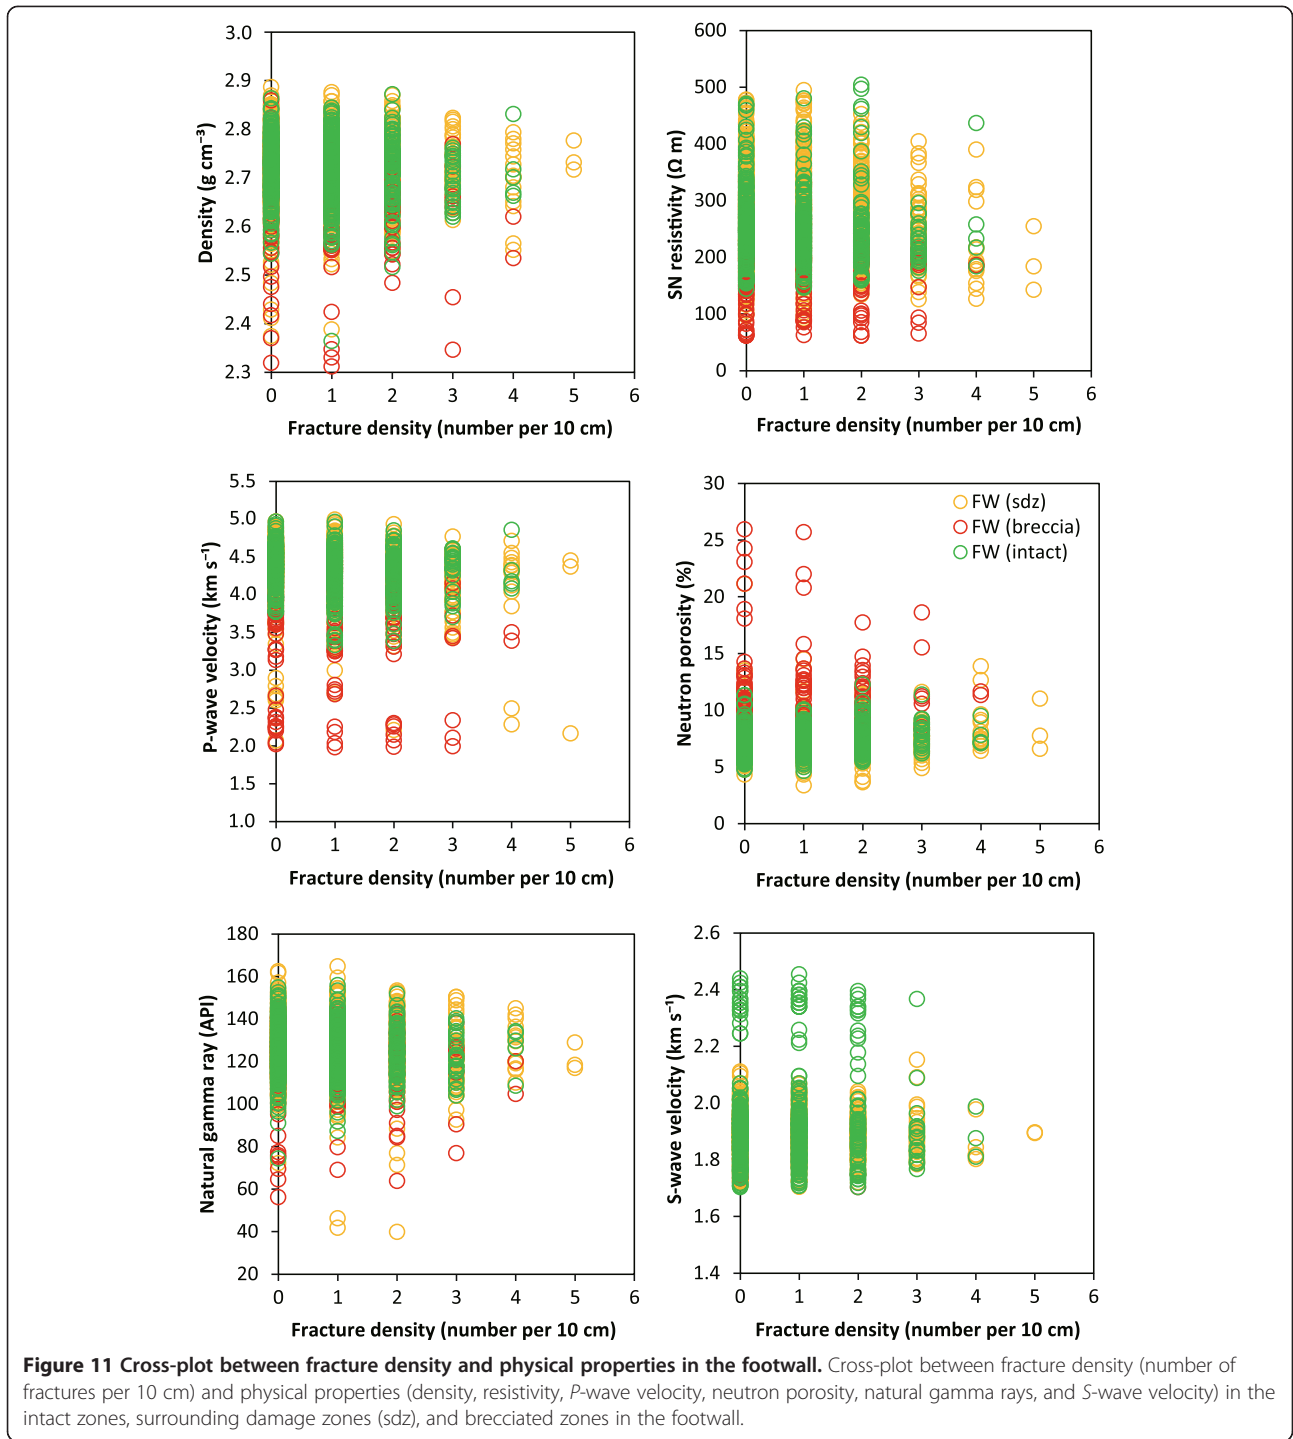 3.0
2.9
2.8
2.7
2.6
2.5
2.4
2.3
Density (g cm⁻³)
0 1 2 3 4 5 6
Fracture density (number per 10 cm)
600
500
400
300
200
100
0
SN resistivity (Ω m)
0 1 2 3 4 5 6
Fracture density (number per 10 cm)
5.5
5.0
4.5
4.0
3.5
3.0
2.5
2.0
1.5
1.0
P-wave velocity (km s⁻¹)
0 1 2 3 4 5 6
Fracture density (number per 10 cm)
30
25
20
15
10
5
0
Neutron porosity (%)
FW (sdz)
FW (breccia)
FW (intact)
0 1 2 3 4 5 6
Fracture density (number per 10 cm)
180
160
140
120
100
80
60
40
20
Natural gamma ray (API)
0 1 2 3 4 5 6
Fracture density (number per 10 cm)
2.6
2.4
2.2
2.0
1.8
1.6
1.4
S-wave velocity (km s⁻¹)
0 1 2 3 4 5 6
Fracture density (number per 10 cm)
Figure 11 Cross-plot between fracture density and physical properties in the footwall. Cross-plot between fracture density (number of
fractures per 10 cm) and physical properties (density, resistivity, P-wave velocity, neutron porosity, natural gamma rays, and S-wave velocity) in the
intact zones, surrounding damage zones (sdz), and brecciated zones in the footwall.